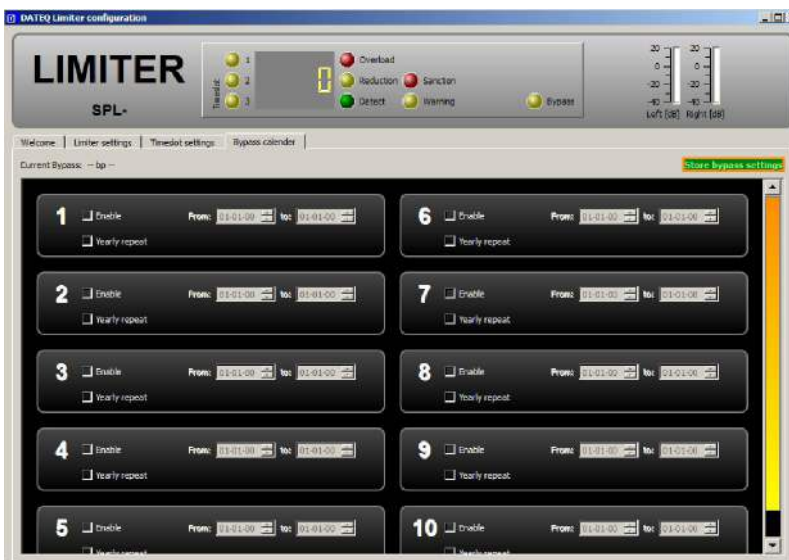 DATEQ Limiter configuration
LIMITER
SPL-
Timeslot
1
2
3
0
Overload
Reduction
Sanction
Detect
Warning
Bypass
20 20
0 0
-20 -20
-40 -40
Left [dB] Right [dB]
Welcome Limiter settings Timeslot settings Bypass calender
Current Bypass: -- bp --
Store bypass settings
1 Enable From: 01-01-00 to: 01-01-00
Yearly repeat
6 Enable From: 01-01-00 to: 01-01-00
Yearly repeat
2 Enable From: 01-01-00 to: 01-01-00
Yearly repeat
7 Enable From: 01-01-00 to: 01-01-00
Yearly repeat
3 Enable From: 01-01-00 to: 01-01-00
Yearly repeat
8 Enable From: 01-01-00 to: 01-01-00
Yearly repeat
4 Enable From: 01-01-00 to: 01-01-00
Yearly repeat
9 Enable From: 01-01-00 to: 01-01-00
Yearly repeat
5 Enable From: 01-01-00 to: 01-01-00
Yearly repeat
10 Enable From: 01-01-00 to: 01-01-00
Yearly repeat